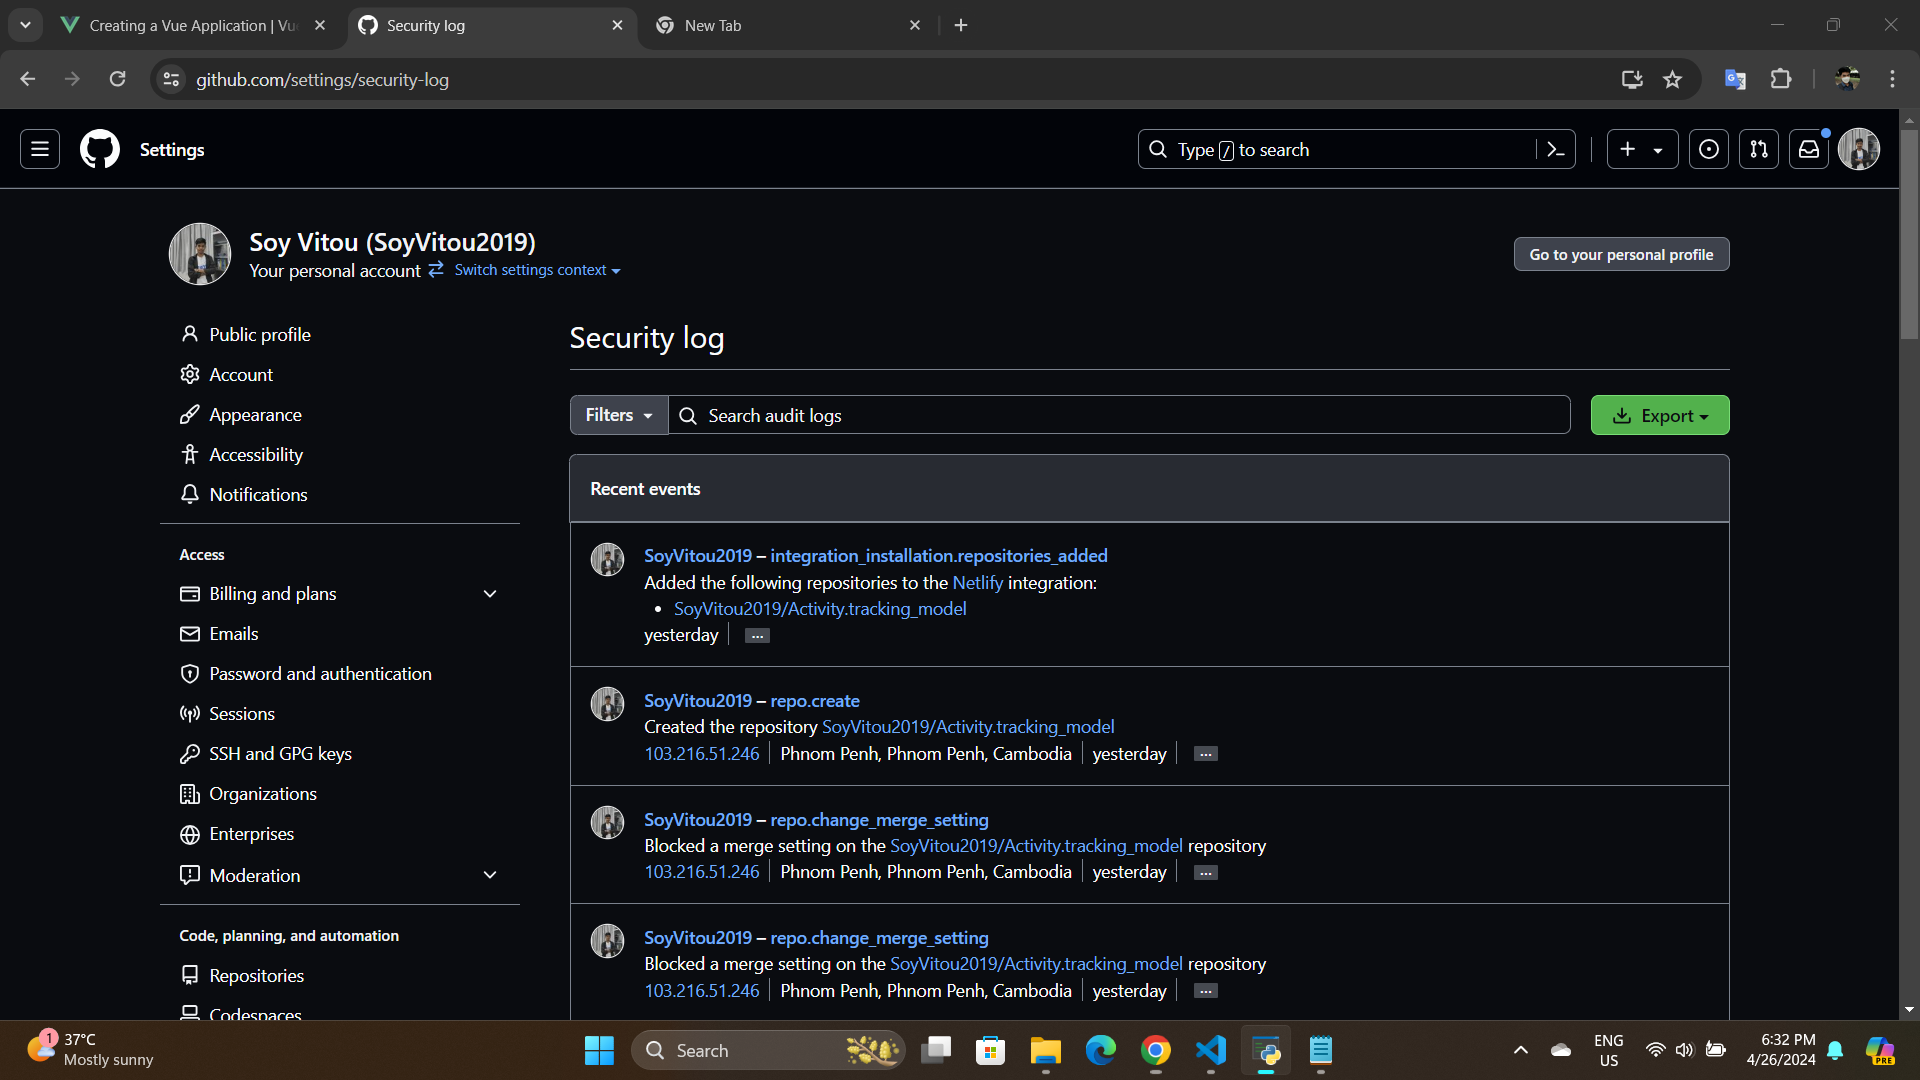 Creating a Vue Application | Vu
Security log
New Tab
github.com/settings/security-log
Settings
Type / to search
Soy Vitou (SoyVitou2019)
Your personal account
Switch settings context
Go to your personal profile
Public profile
Account
Appearance
Accessibility
Notifications
Access
Billing and plans
Emails
Password and authentication
Sessions
SSH and GPG keys
Organizations
Enterprises
Moderation
Code, planning, and automation
Repositories
Codespaces
Security log
Filters
Search audit logs
Export
Recent events
SoyVitou2019 – integration_installation.repositories_added
Added the following repositories to the Netlify integration:
• SoyVitou2019/Activity.tracking_model
yesterday ...
SoyVitou2019 – repo.create
Created the repository SoyVitou2019/Activity.tracking_model
103.216.51.246 Phnom Penh, Phnom Penh, Cambodia yesterday ...
SoyVitou2019 – repo.change_merge_setting
Blocked a merge setting on the SoyVitou2019/Activity.tracking_model repository
103.216.51.246 Phnom Penh, Phnom Penh, Cambodia yesterday ...
SoyVitou2019 – repo.change_merge_setting
Blocked a merge setting on the SoyVitou2019/Activity.tracking_model repository
103.216.51.246 Phnom Penh, Phnom Penh, Cambodia yesterday ...
1
37°C
Mostly sunny
Search
ENG
US
6:32 PM
4/26/2024
PRE